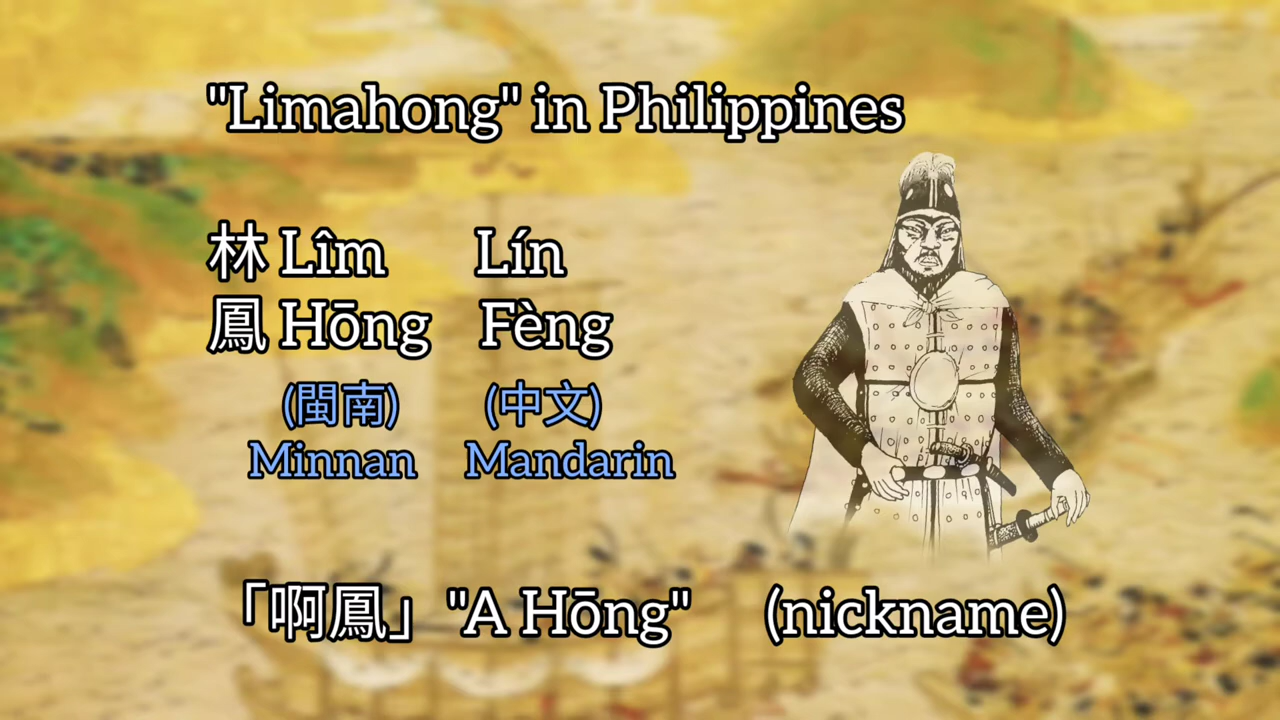 "Limahong" in Philippines
林 Lîm Lín
鳳 Hōng Fèng
(閩南) (中文)
Minnan Mandarin
「啊鳳」 "A Hōng" (nickname)